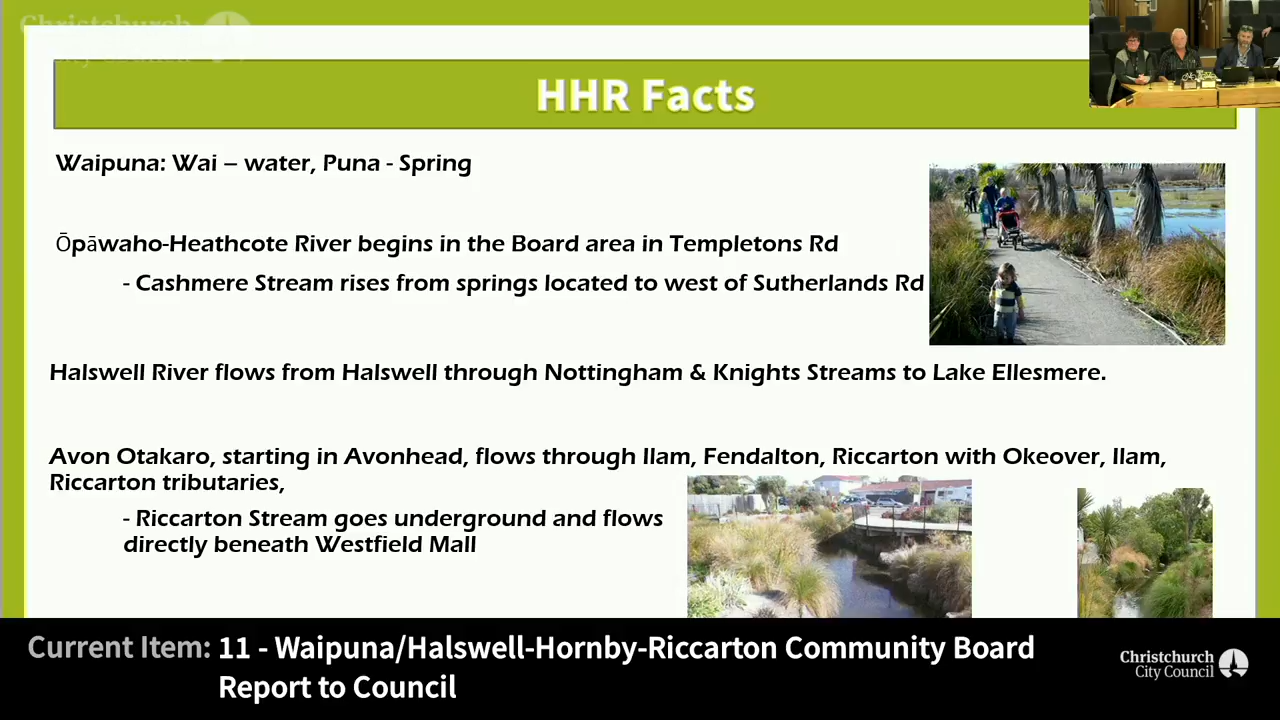 Christchurch
City Council
HHR Facts
Waipuna: Wai – water, Puna - Spring
Ōpāwaho-Heathcote River begins in the Board area in Templetons Rd
- Cashmere Stream rises from springs located to west of Sutherlands Rd
Halswell River flows from Halswell through Nottingham & Knights Streams to Lake Ellesmere.
Avon Otakaro, starting in Avonhead, flows through Ilam, Fendalton, Riccarton with Okeover, Ilam,
Riccarton tributaries,
- Riccarton Stream goes underground and flows
directly beneath Westfield Mall
Current Item: 11 - Waipuna/Halswell-Hornby-Riccarton Community Board
Report to Council
Christchurch
City Council